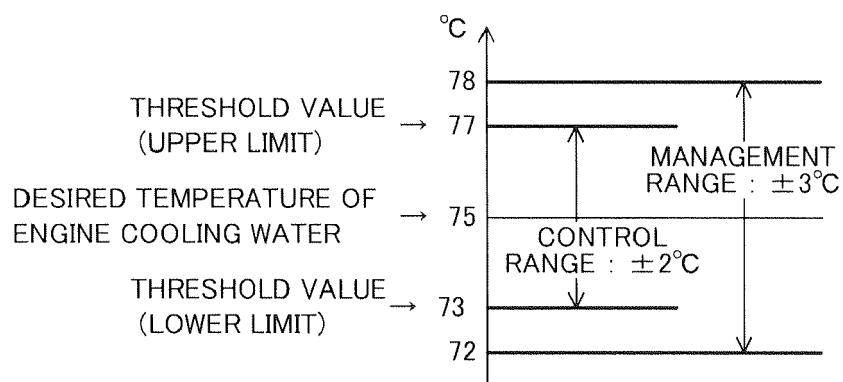 °C
78
THRESHOLD VALUE
(UPPER LIMIT)
→ 77
MANAGEMENT
RANGE : ±3°C
DESIRED TEMPERATURE OF
ENGINE COOLING WATER
→ 75
CONTROL
RANGE : ±2°C
THRESHOLD VALUE
(LOWER LIMIT)
→ 73
72